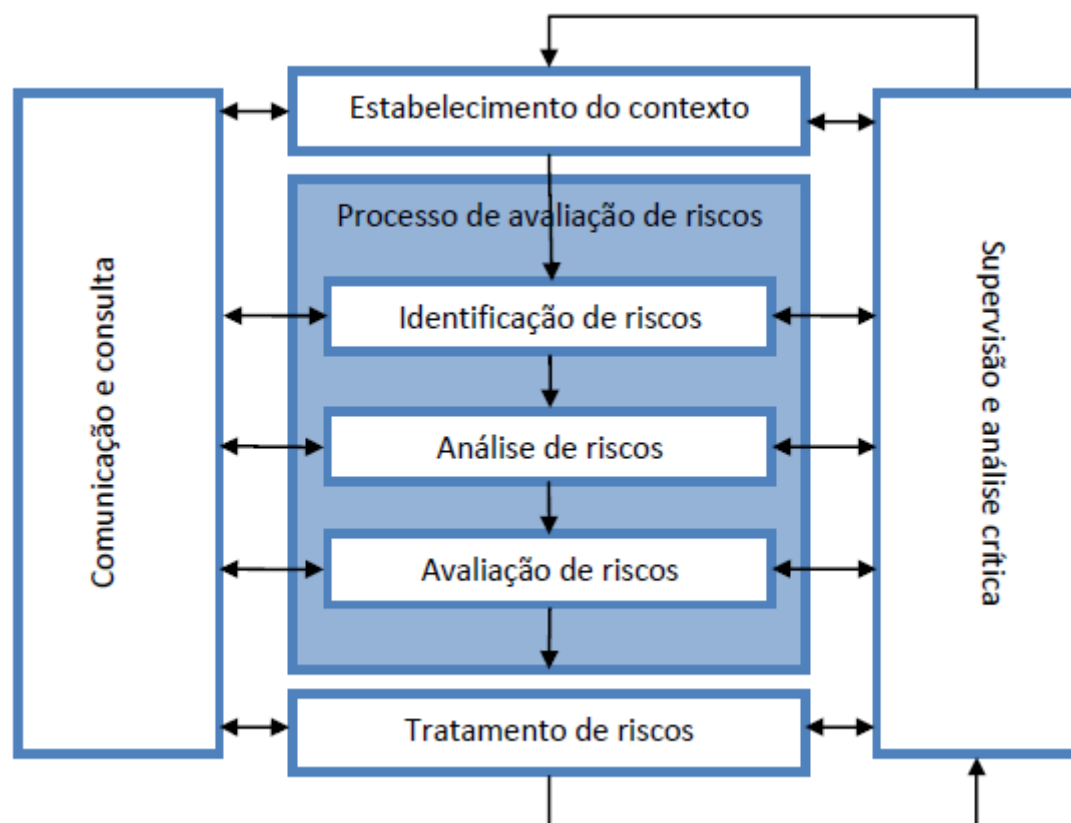 Estabelecimento do contexto
Processo de avaliação de riscos
Identificação de riscos
Análise de riscos
Avaliação de riscos
Tratamento de riscos
Comunicação e consulta
Supervisão e análise crítica